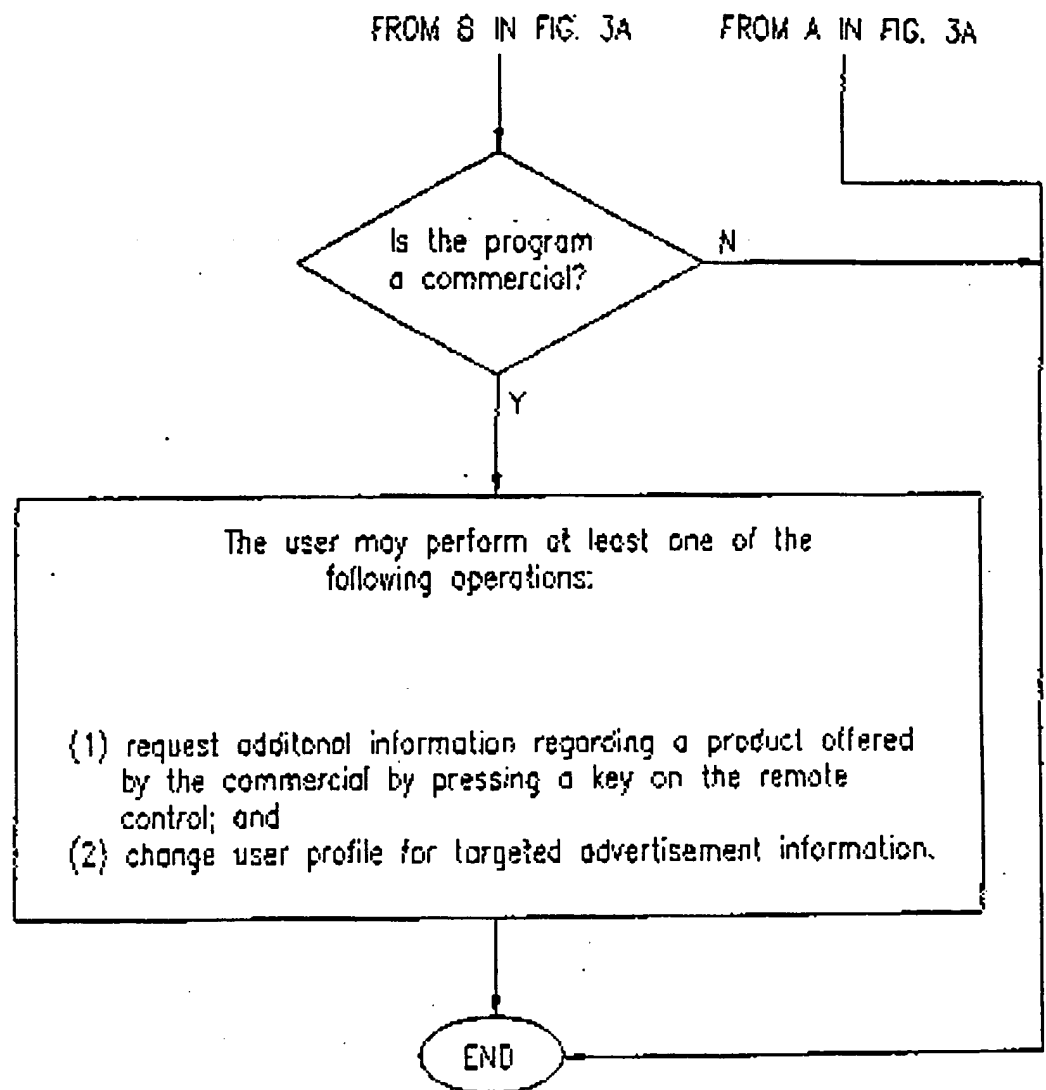 FROM B IN FIG. 3A
FROM A IN FIG. 3A
Is the program
a commercial?
N
Y
The user may perform at least one of the
following operations:
(1) request additonal information regarding a product offered
by the commercial by pressing a key on the remote
control; and
(2) change user profile for targeted advertisement information.
END